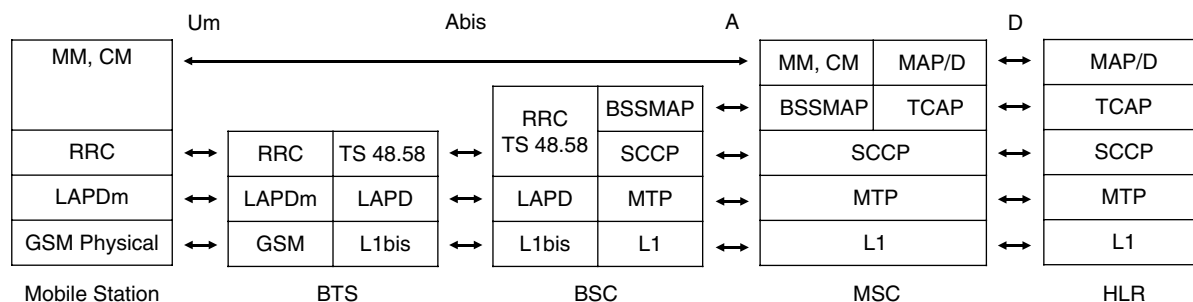 Um Abis A D
MM, CM MM, CM MAP/D MAP/D
RRC BSSMAP BSSMAP TCAP TCAP
TS 48.58
RRC RRC TS 48.58 SCCP SCCP SCCP
LAPDm LAPDm LAPD LAPD MTP MTP MTP
GSM Physical GSM L1bis L1bis L1 L1 L1
Mobile Station BTS BSC MSC HLR